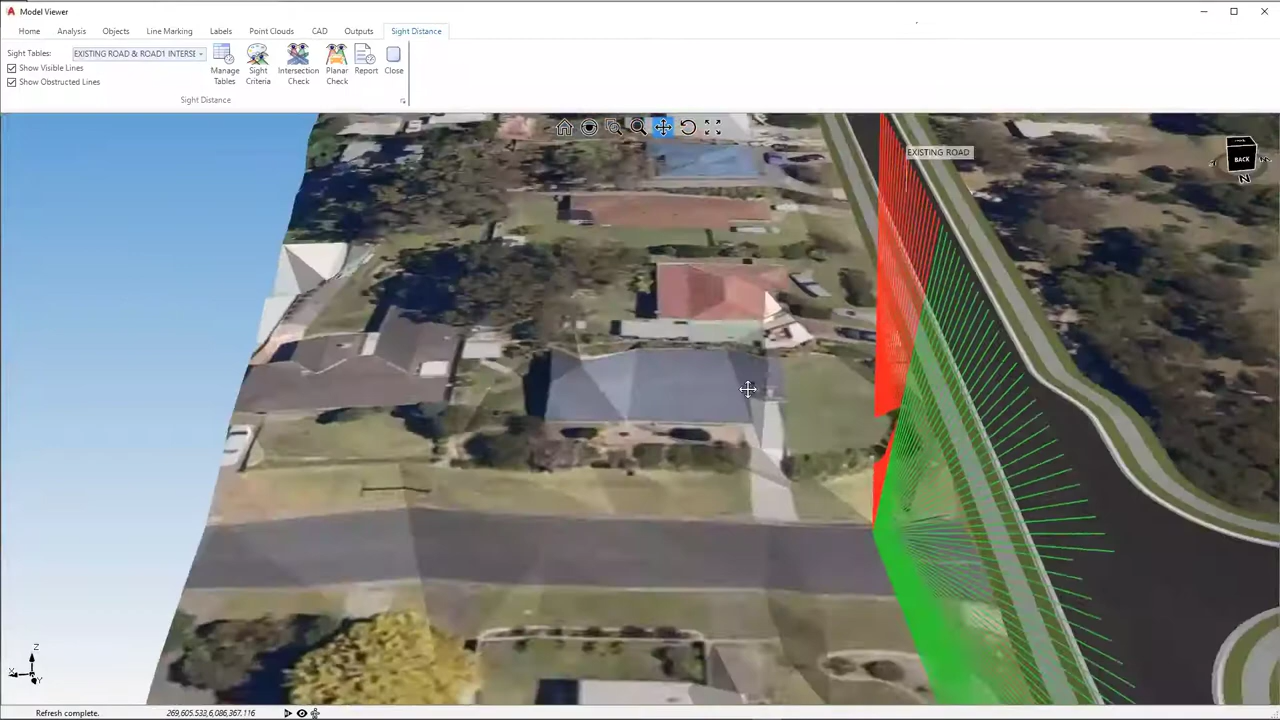 Model Viewer
Home Analysis Objects Line Marking Labels Point Clouds CAD Outputs Sight Distance
Sight Tables: EXISTING ROAD & ROAD1 INTERSE
Show Visible Lines
Show Obstructed Lines
Manage Tables
Sight Criteria
Intersection Check
Planar Check
Report
Close
Sight Distance
EXISTING ROAD
BACK
N
Z
X
Y
Refresh complete. 269,605.533,6,086,367.116